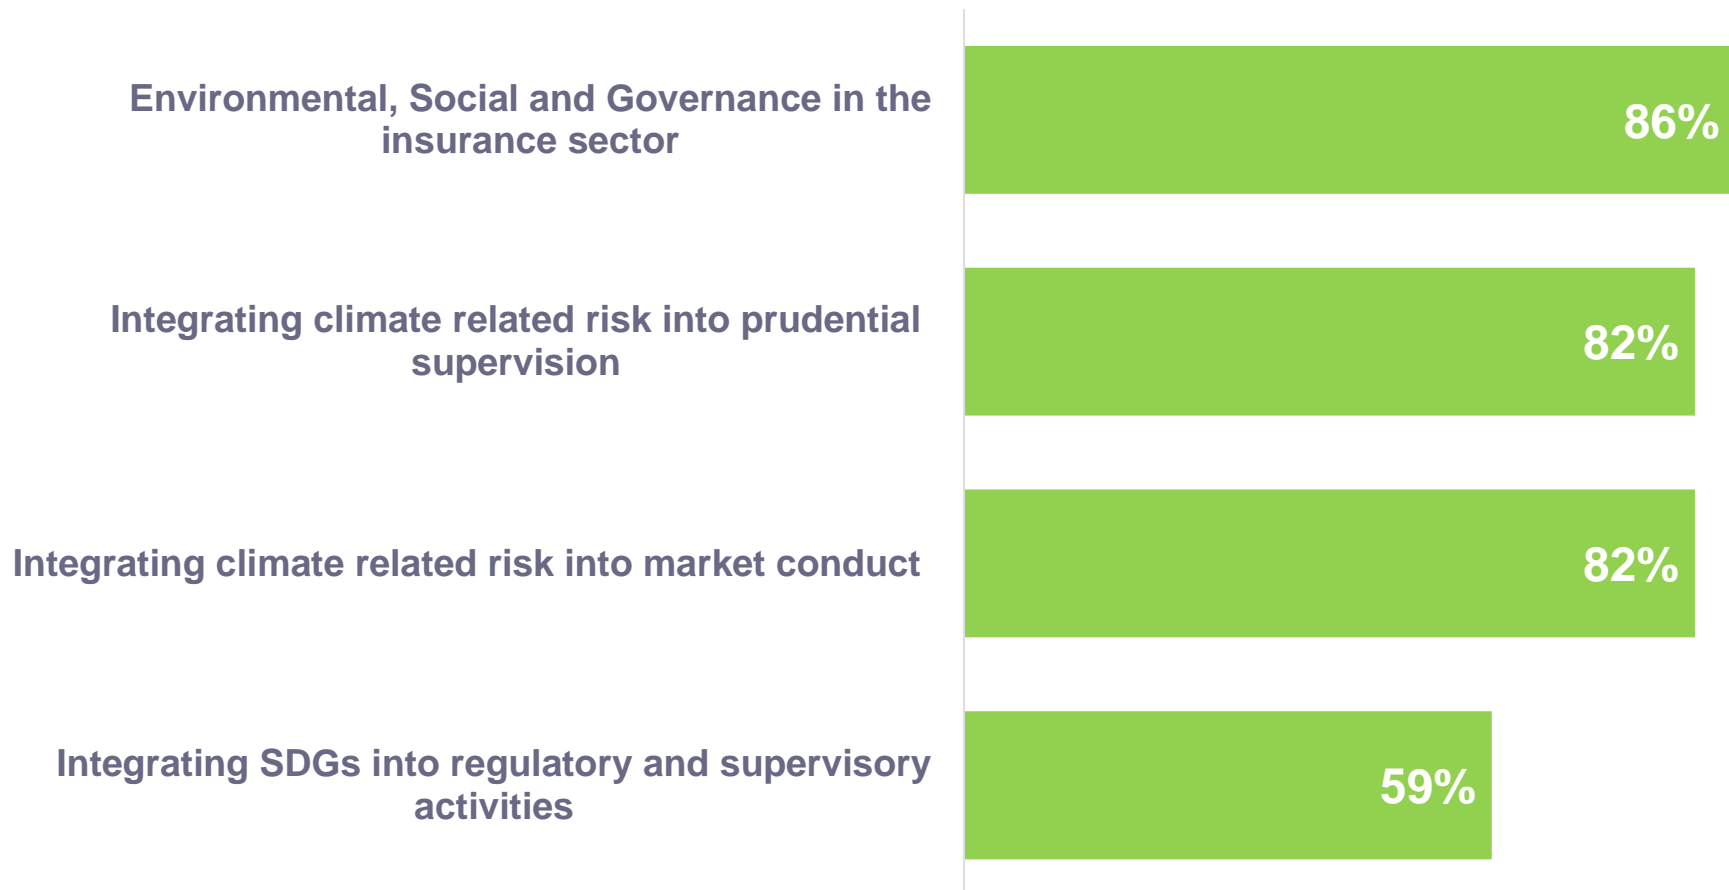 Environmental, Social and Governance in the
insurance sector
86%
Integrating climate related risk into prudential
supervision
82%
Integrating climate related risk into market conduct
82%
Integrating SDGs into regulatory and supervisory
activities
59%